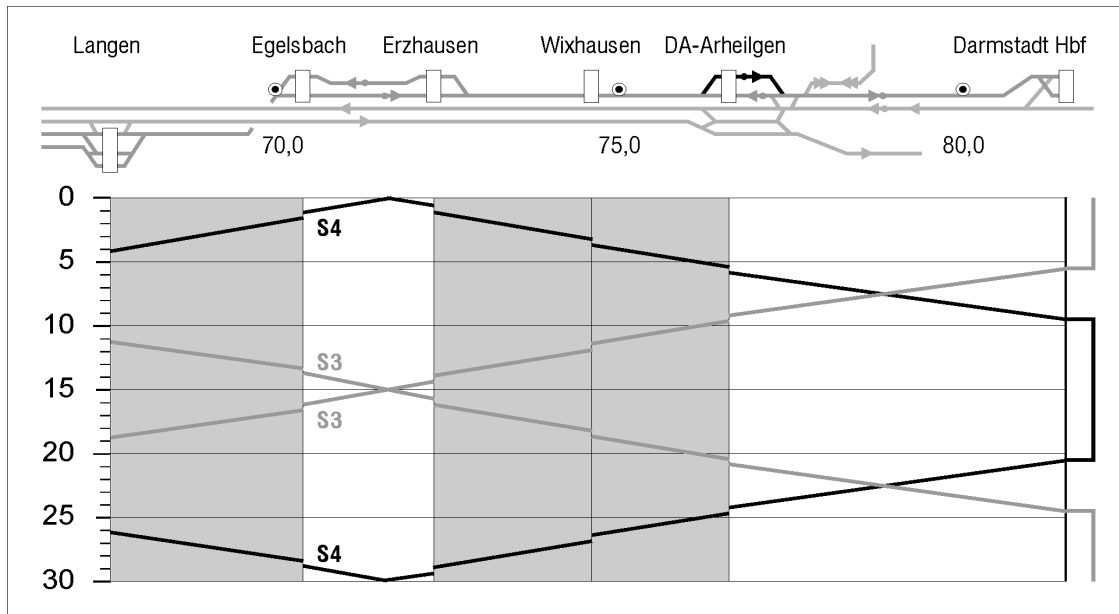 Langen Egelsbach Erzhausen Wixhausen DA-Arheilgen Darmstadt Hbf
70,0 75,0 80,0
0
S4
5
10
S3
15
S3
20
25
S4
30